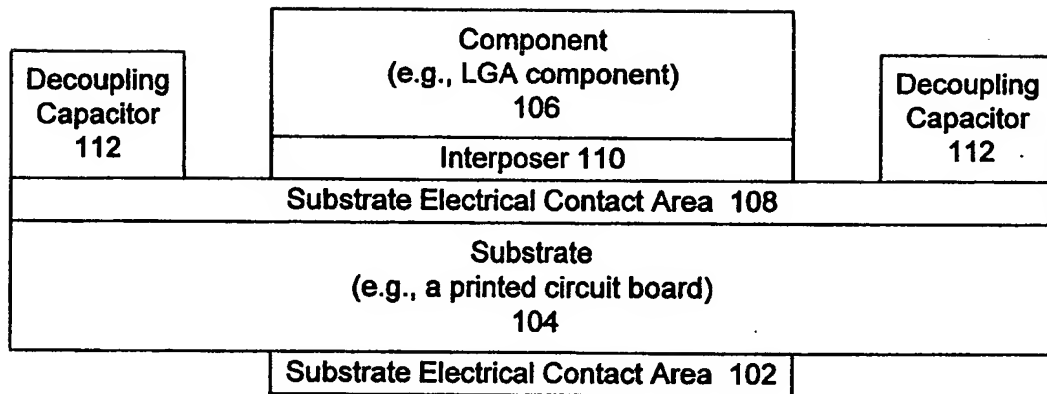 Component
(e.g., LGA component)
106
Decoupling
Capacitor
112
Decoupling
Capacitor
112
Interposer 110
Substrate Electrical Contact Area 108
Substrate
(e.g., a printed circuit board)
104
Substrate Electrical Contact Area 102